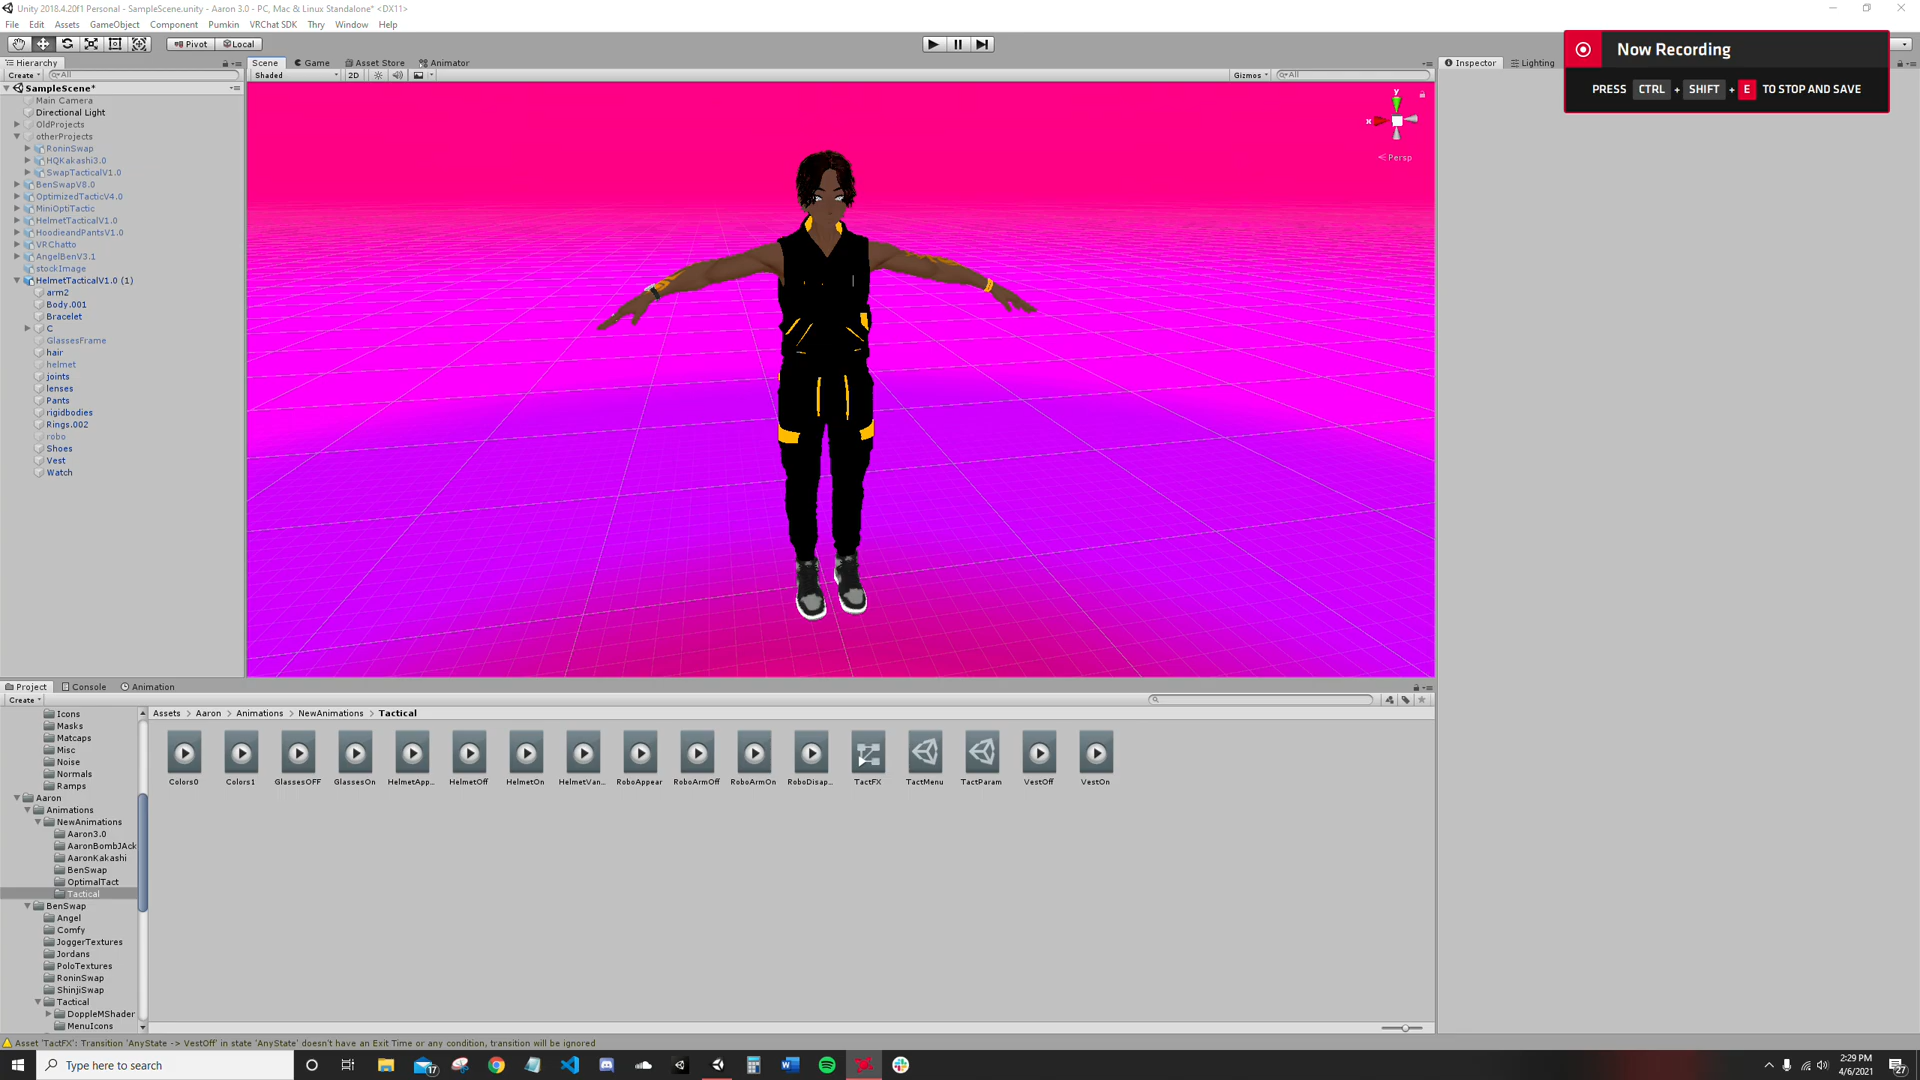 Unity 2018.4.20f1 Personal - SampleScene.unity - Aaron 3.0 - PC, Mac & Linux Standalone* <DX11>
File Edit Assets GameObject Component Pumkin VRChat SDK Thry Window Help
Pivot Local
Now Recording
PRESS CTRL + SHIFT + E TO STOP AND SAVE
Hierarchy
Create All
SampleScene*
Main Camera
Directional Light
OldProjects
otherProjects
RoninSwap
HQKakashi3.0
SwapTacticalV1.0
BenSwapV8.0
OptimizedTacticV4.0
MiniOptiTactic
HelmetTacticalV1.0
HoodieandPantsV1.0
VRChatto
AngelBenV3.1
stockImage
HelmetTacticalV1.0 (1)
arm2
Body.001
Bracelet
C
GlassesFrame
hair
helmet
joints
lenses
Pants
rigidbodies
Rings.002
robo
Shoes
Vest
Watch
Scene Game Asset Store Animator
Shaded 2D Gizmos All
y
x
Persp
Inspector Lighting
Project Console Animation
Create
Icons
Masks
Matcaps
Misc
Noise
Normals
Ramps
Aaron
Animations
NewAnimations
Aaron3.0
AaronBombJAck
AaronKakashi
BenSwap
OptimalTact
Tactical
BenSwap
Angel
Comfy
JoggerTextures
Jordans
PoloTextures
RoninSwap
ShinjiSwap
Tactical
DoppleMShader
MenuIcons
Assets > Aaron > Animations > NewAnimations > Tactical
Colors0 Colors1 GlassesOFF GlassesOn HelmetApp... HelmetOff HelmetOn HelmetVan... RoboAppear RoboArmOff RoboArmOn RoboDisap... TactFX TactMenu TactParam VestOff VestOn
Asset 'TactFX': Transition 'AnyState -> VestOff' in state 'AnyState' doesn't have an Exit Time or any condition, transition will be ignored
Type here to search
17
2:29 PM
4/6/2021
27